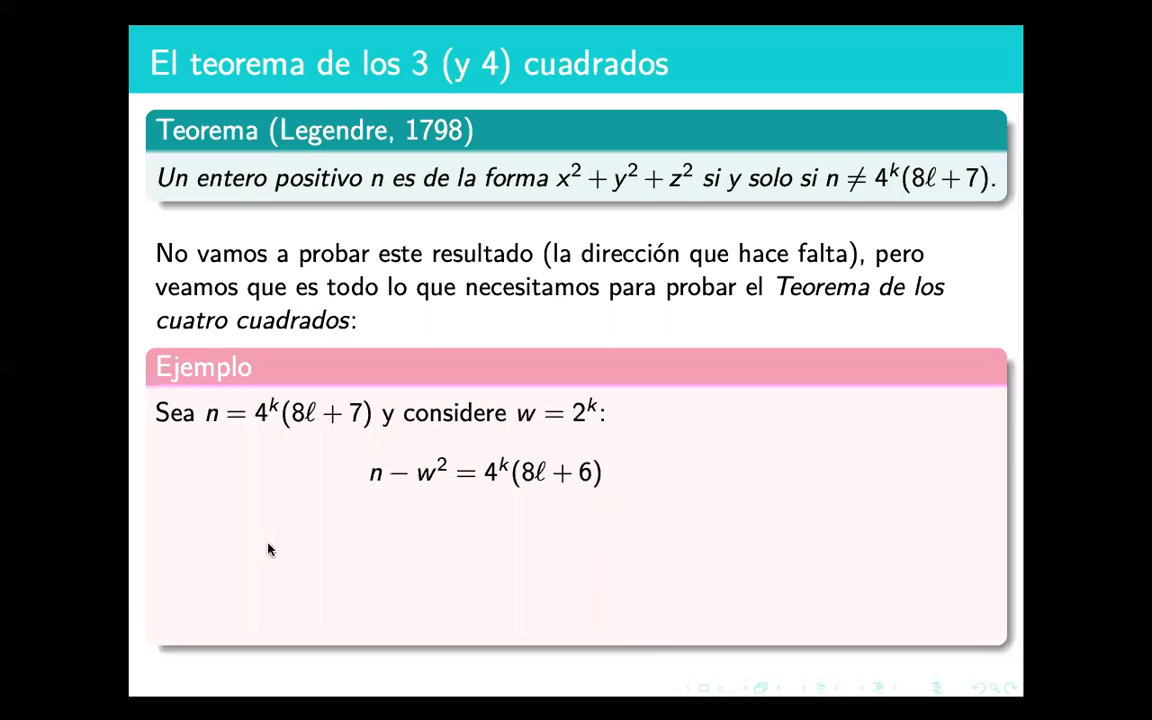 El teorema de los 3 (y 4) cuadrados
Teorema (Legendre, 1798)
Un entero positivo n es de la forma x² + y² + z² si y solo si n ≠ 4ᵏ(8ℓ + 7).
No vamos a probar este resultado (la dirección que hace falta), pero
veamos que es todo lo que necesitamos para probar el Teorema de los
cuatro cuadrados:
Ejemplo
Sea n = 4ᵏ(8ℓ + 7) y considere w = 2ᵏ:
n − w² = 4ᵏ(8ℓ + 6)